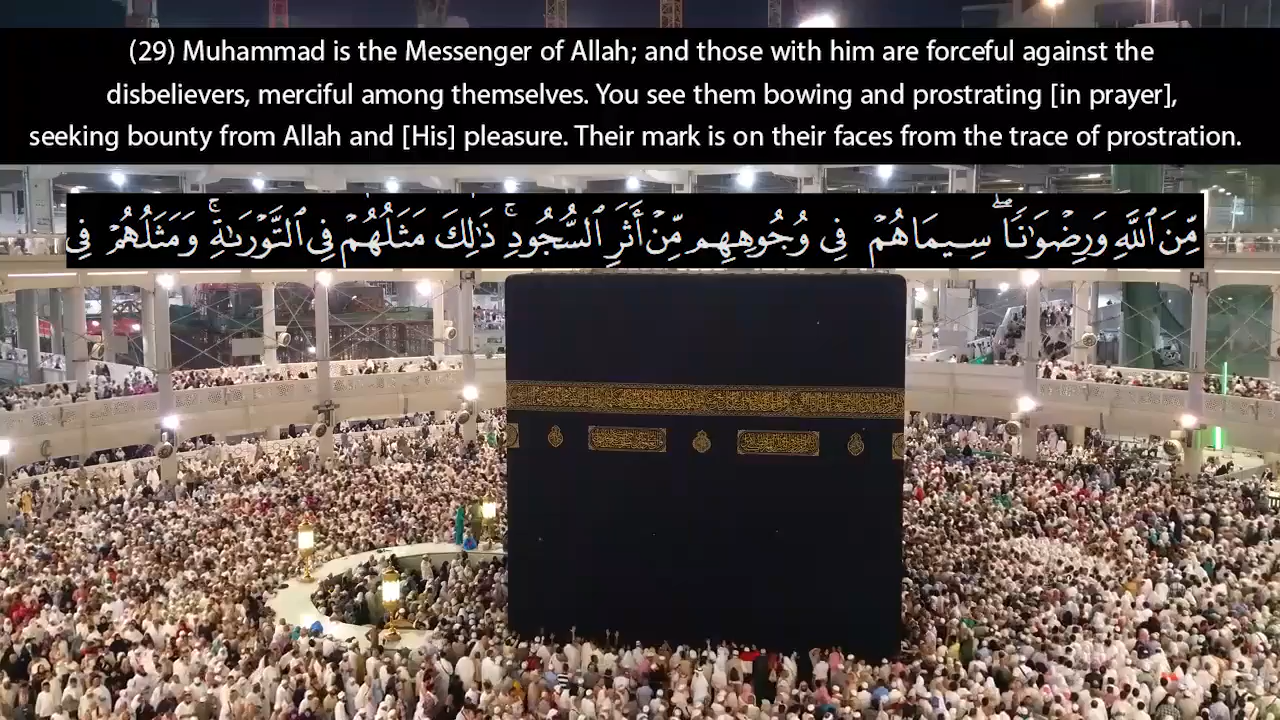 (29) Muhammad is the Messenger of Allah; and those with him are forceful against the
disbelievers, merciful among themselves. You see them bowing and prostrating [in prayer],
seeking bounty from Allah and [His] pleasure. Their mark is on their faces from the trace of prostration.
مِّنَ ٱللَّهِ وَرِضْوَٰنًا ۖ سِيمَاهُمْ فِى وُجُوهِهِم مِّنْ أَثَرِ ٱلسُّجُودِ ۚ ذَٰلِكَ مَثَلُهُمْ فِى ٱلتَّوْرَىٰةِ ۚ وَمَثَلُهُمْ فِى